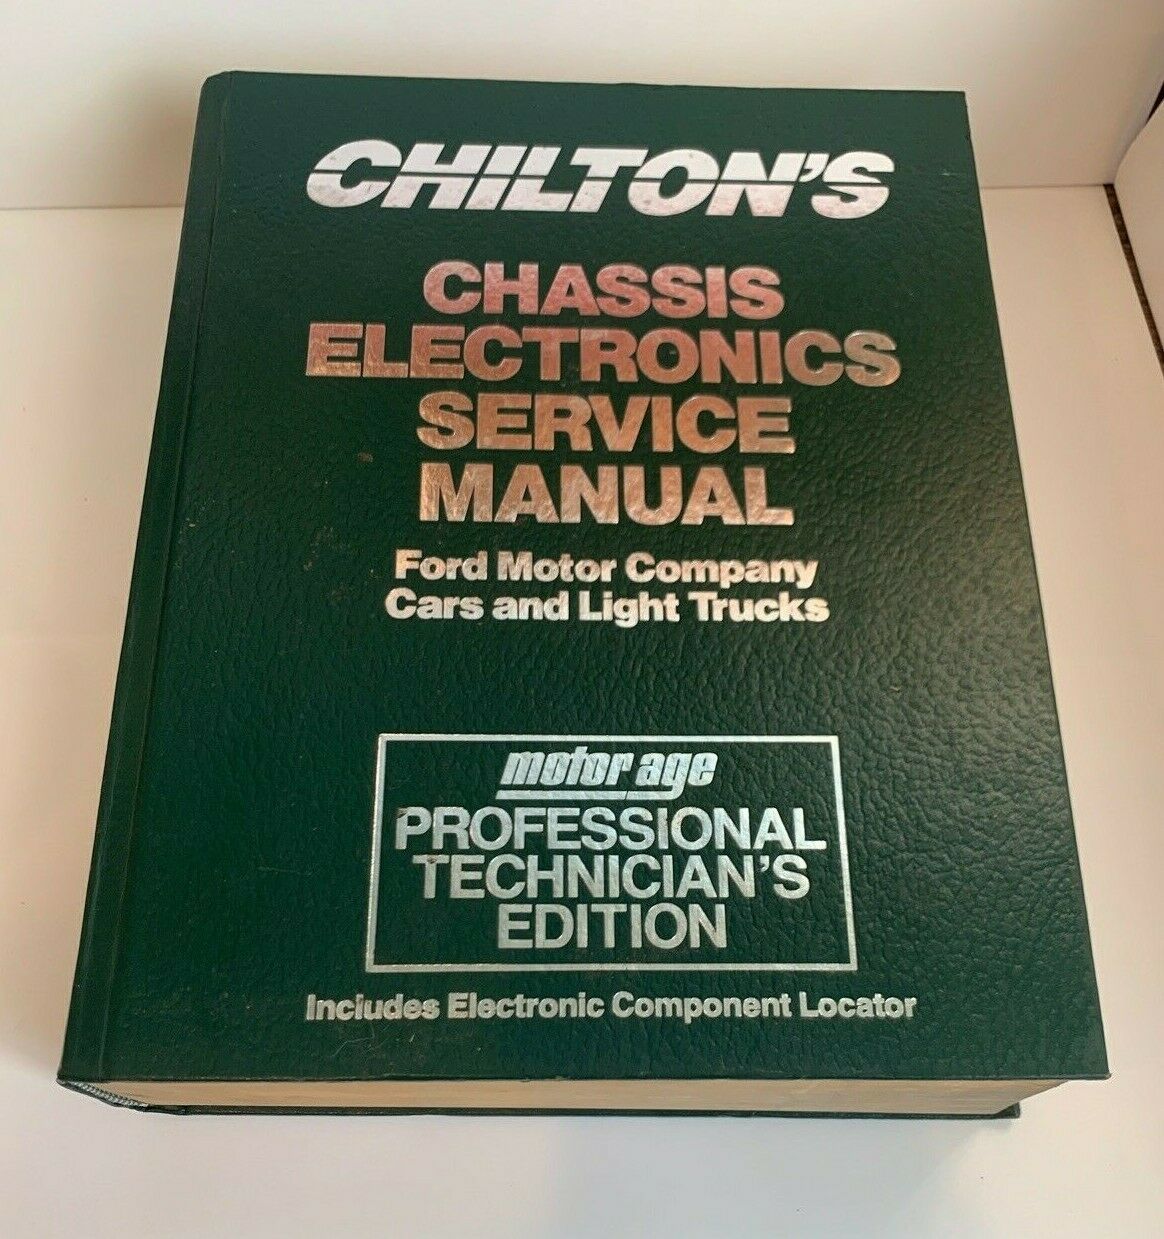 CHILTON'S
CHASSIS
ELECTRONICS
SERVICE
MANUAL
Ford Motor Company
Cars and Light Trucks
motor age
PROFESSIONAL
TECHNICIAN'S
EDITION
Includes Electronic Component Locator